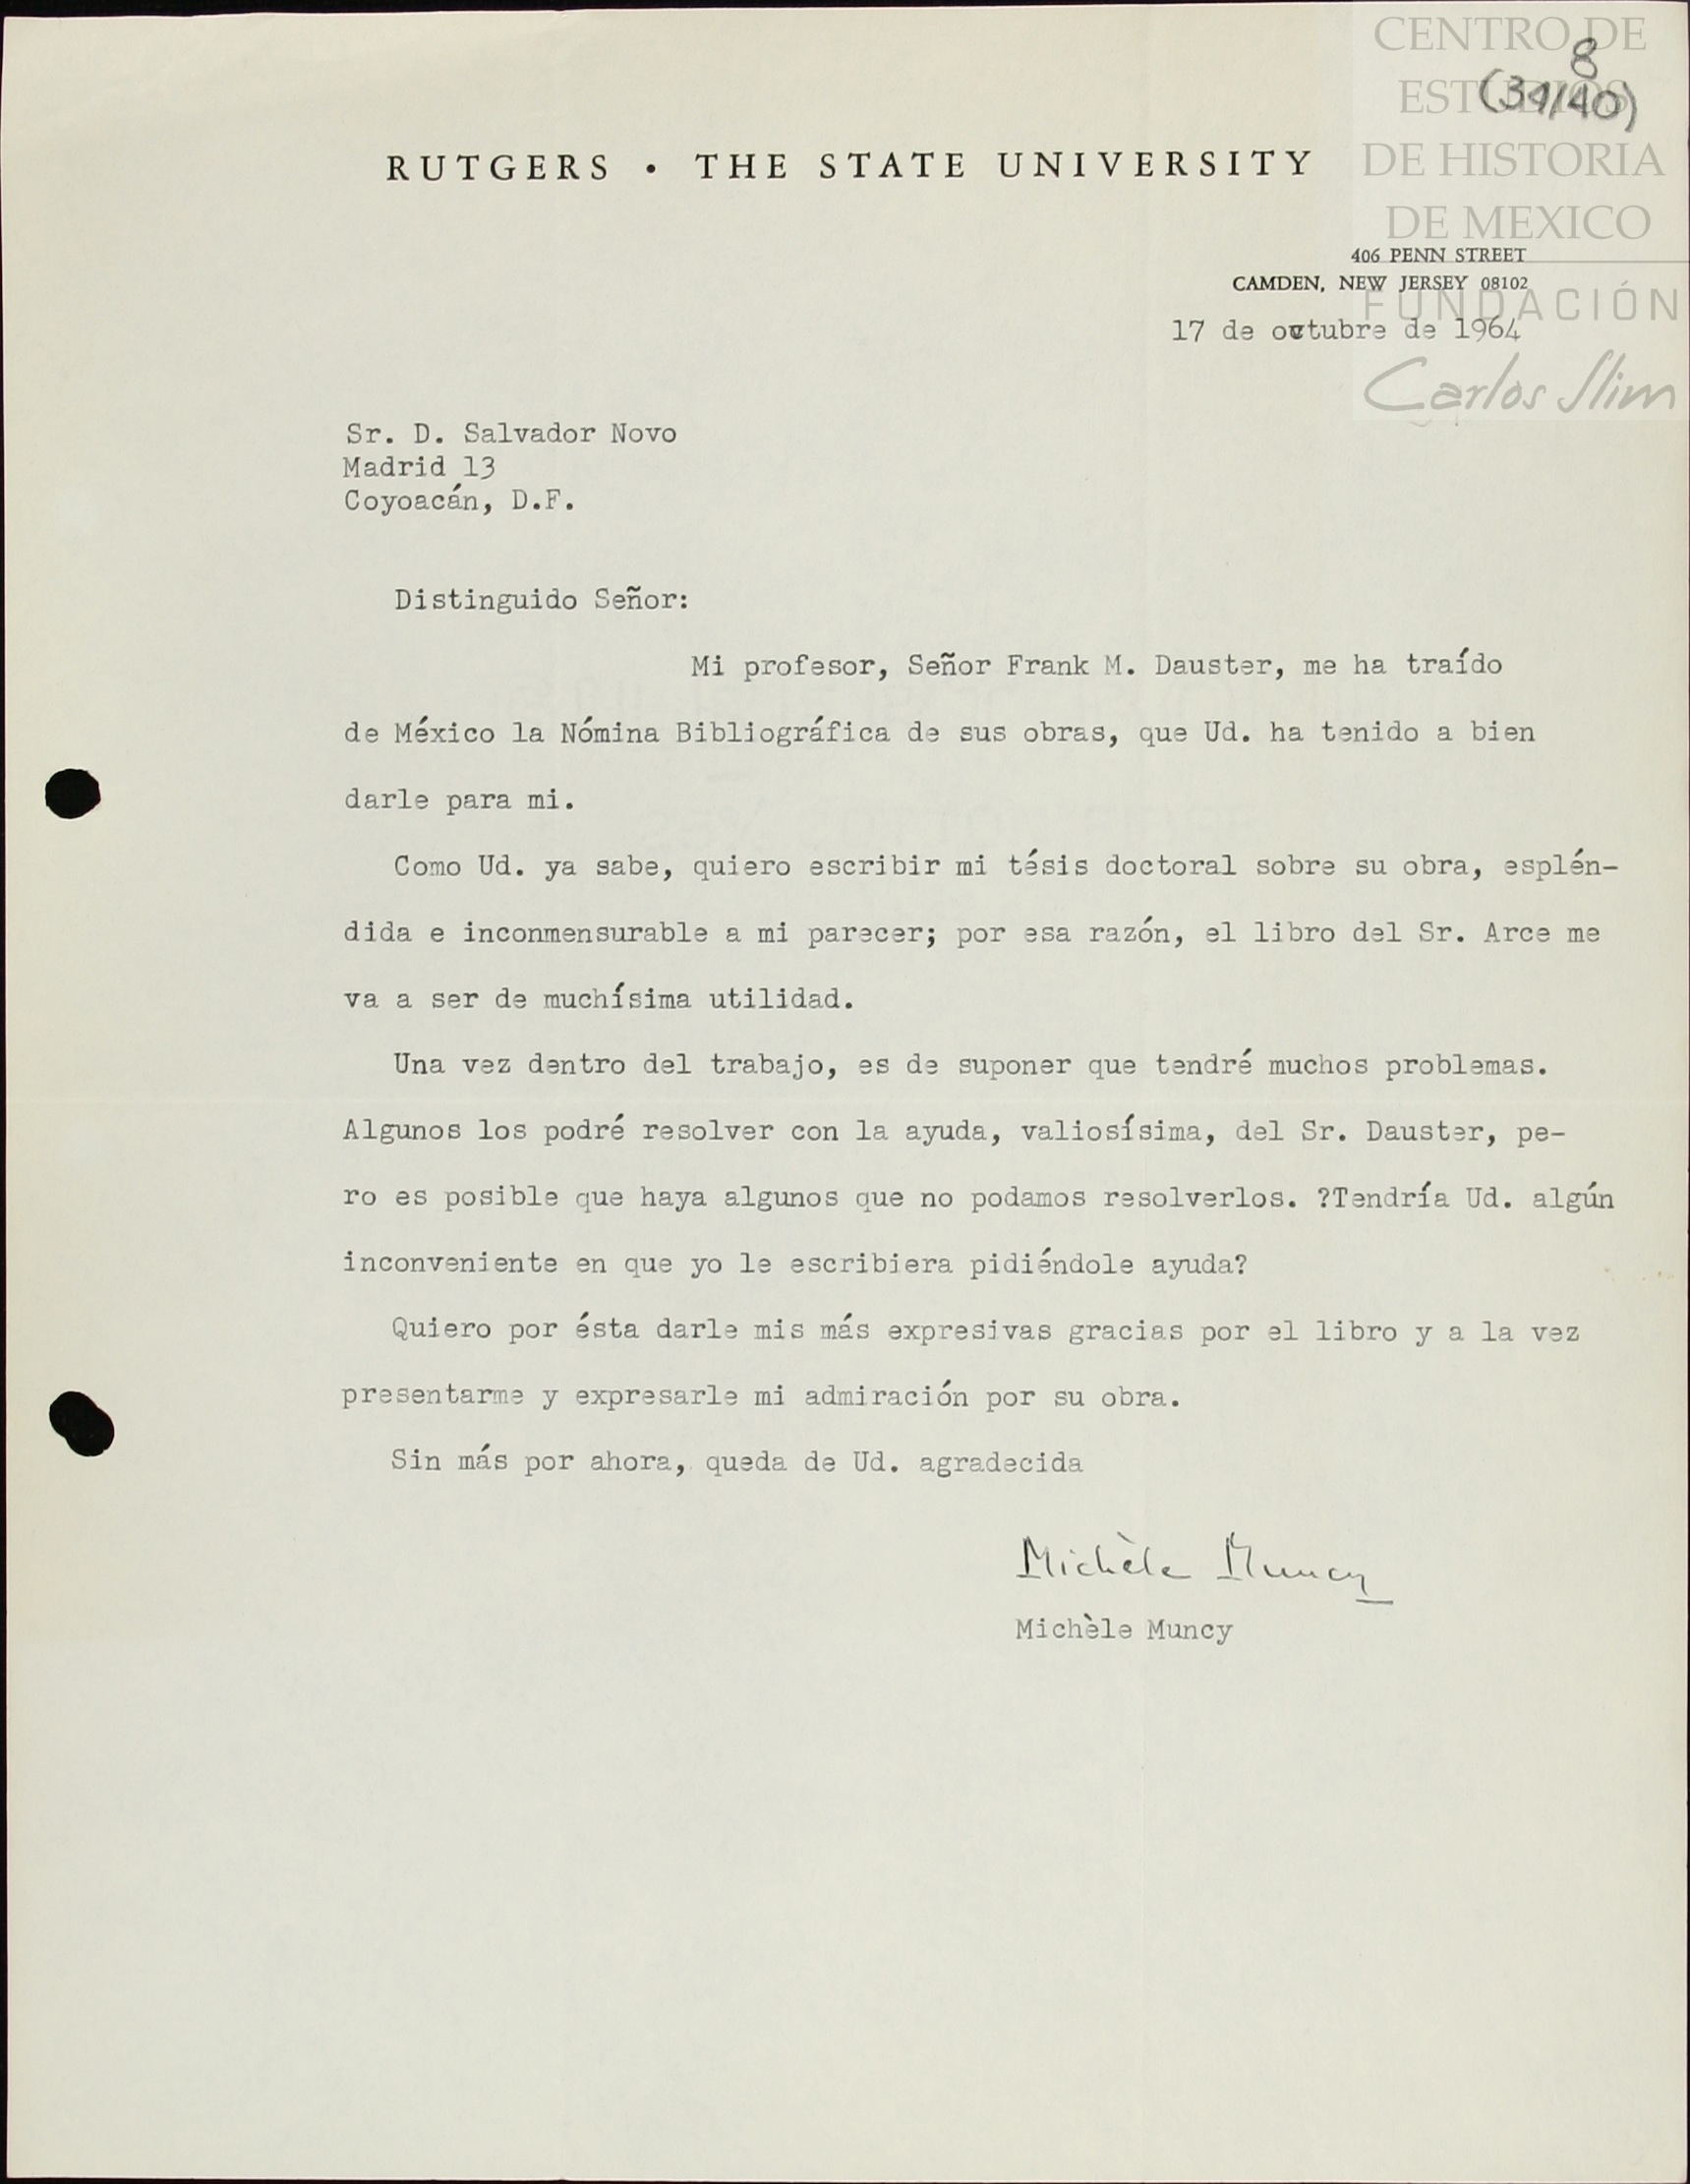 CENTRO DE
ESTUDIOS
DE HISTORIA
DE MEXICO
FUNDACIÓN
Carlos Slim
8
(31/40)
RUTGERS • THE STATE UNIVERSITY
406 PENN STREET
CAMDEN, NEW JERSEY 08102
17 de octubre de 1964
Sr. D. Salvador Novo
Madrid 13
Coyoacán, D.F.
Distinguido Señor:
Mi profesor, Señor Frank M. Dauster, me ha traído
de México la Nómina Bibliográfica de sus obras, que Ud. ha tenido a bien
darle para mi.
Como Ud. ya sabe, quiero escribir mi tésis doctoral sobre su obra, esplén-
dida e inconmensurable a mi parecer; por esa razón, el libro del Sr. Arce me
va a ser de muchísima utilidad.
Una vez dentro del trabajo, es de suponer que tendré muchos problemas.
Algunos los podré resolver con la ayuda, valiosísima, del Sr. Dauster, pe-
ro es posible que haya algunos que no podamos resolverlos. ?Tendría Ud. algún
inconveniente en que yo le escribiera pidiéndole ayuda?
Quiero por ésta darle mis más expresivas gracias por el libro y a la vez
presentarme y expresarle mi admiración por su obra.
Sin más por ahora, queda de Ud. agradecida
Michèle Muncy
Michèle Muncy